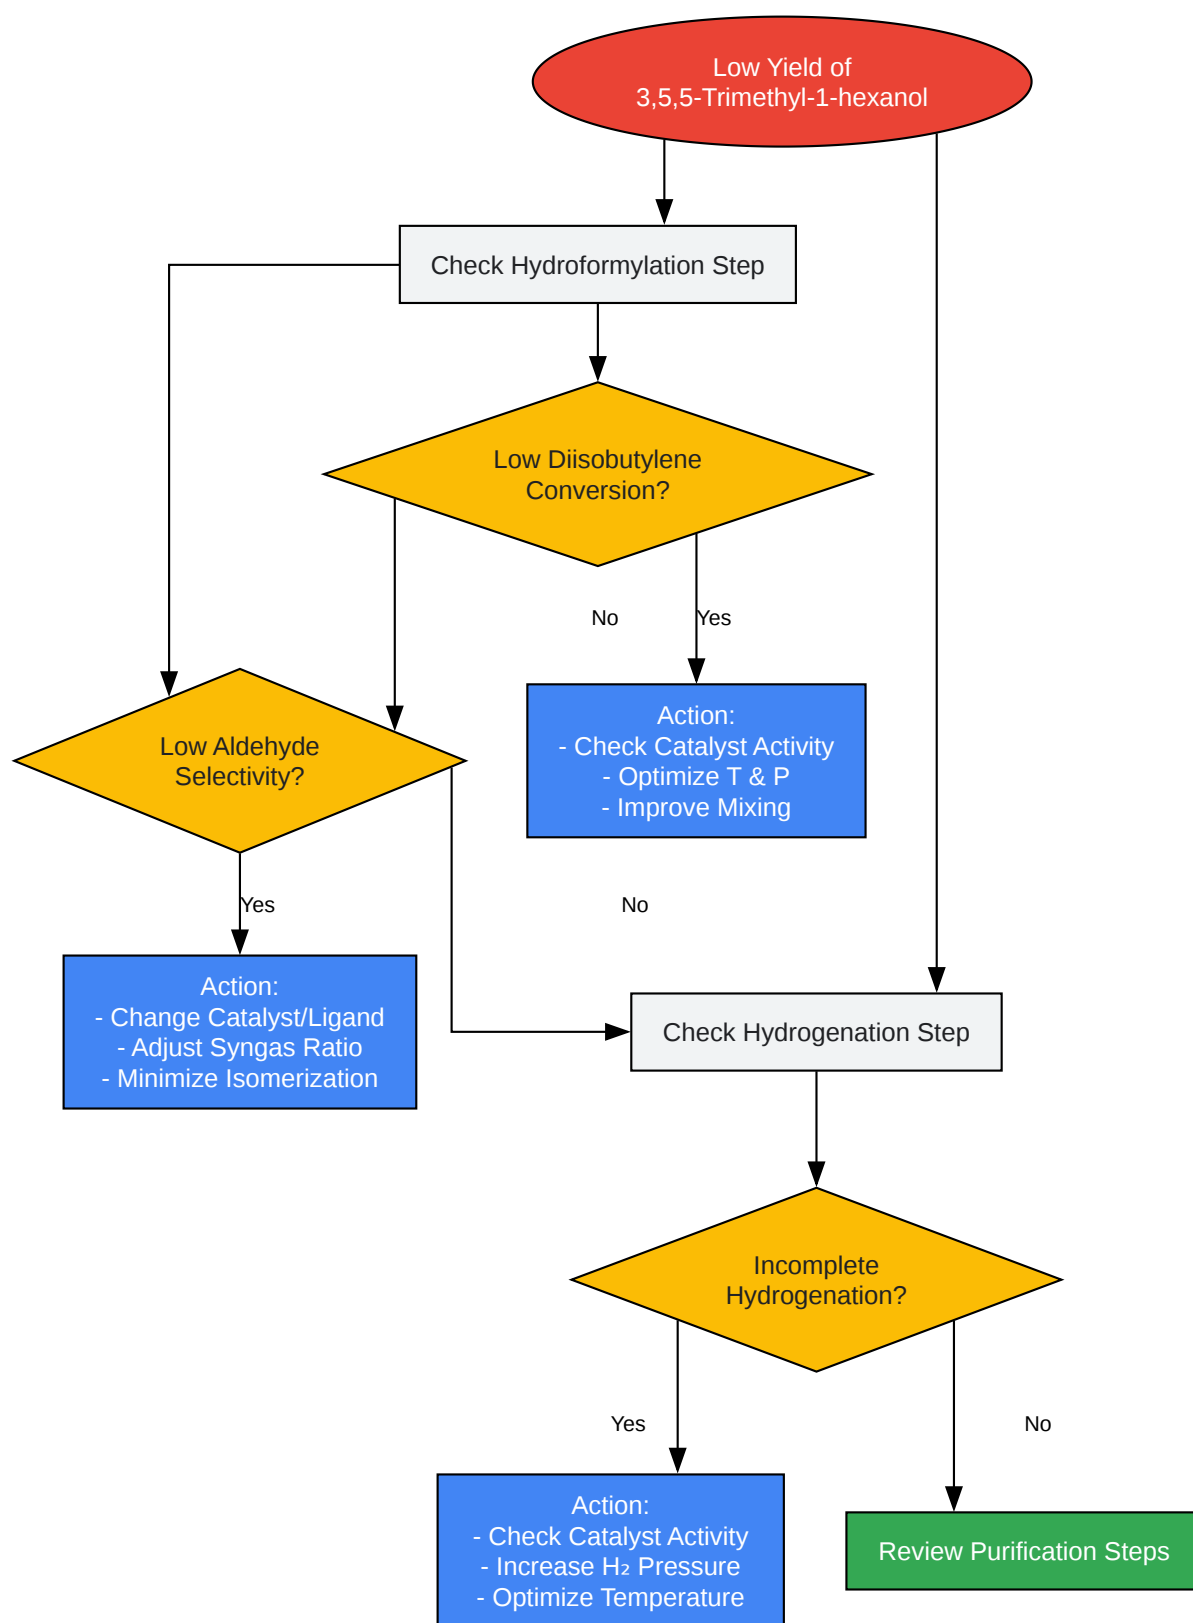 Low Yield of
3,5,5-Trimethyl-1-hexanol
Check Hydroformylation Step
Low Diisobutylene
Conversion?
No
Yes
Low Aldehyde
Selectivity?
Action:
- Check Catalyst Activity
- Optimize T & P
- Improve Mixing
Yes
No
Action:
- Change Catalyst/Ligand
- Adjust Syngas Ratio
- Minimize Isomerization
Check Hydrogenation Step
Incomplete
Hydrogenation?
Yes
No
Action:
- Check Catalyst Activity
- Increase H₂ Pressure
- Optimize Temperature
Review Purification Steps